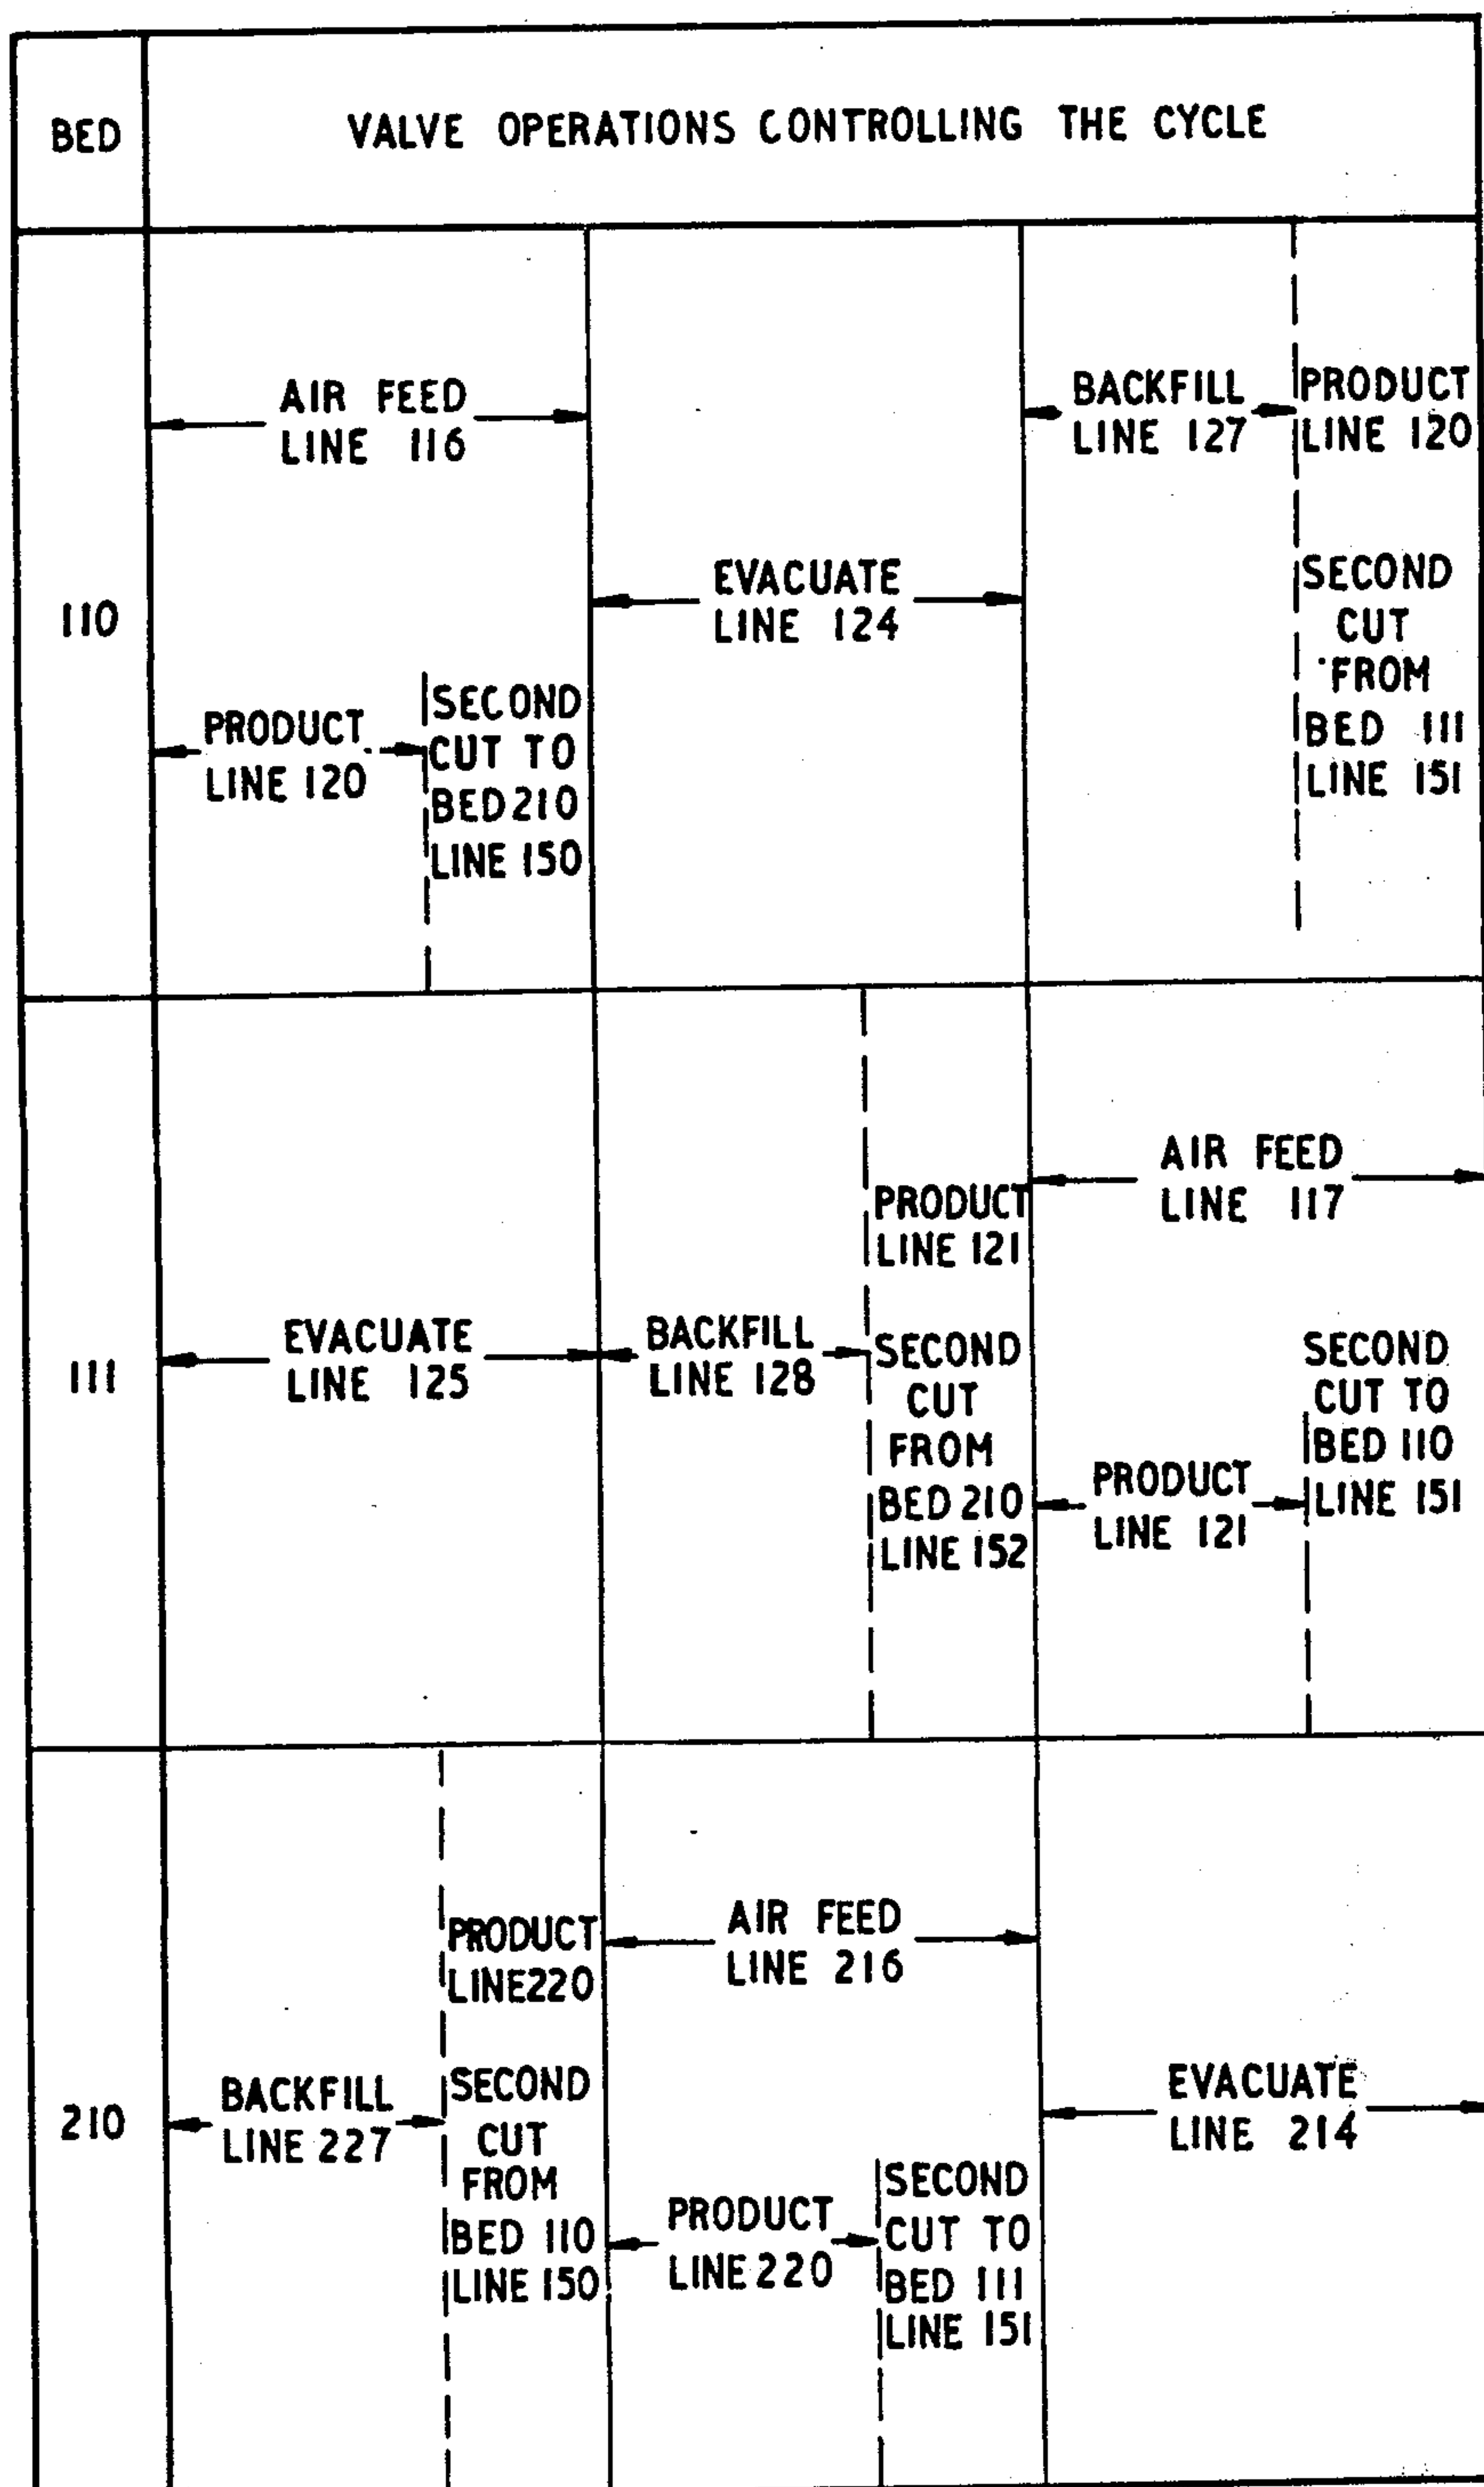 BED
VALVE OPERATIONS CONTROLLING THE CYCLE
110
AIR FEED
LINE 116
PRODUCT
LINE 120
SECOND
CUT TO
BED 210
LINE 150
EVACUATE
LINE 124
BACKFILL
LINE 127
PRODUCT
LINE 120
SECOND
CUT
FROM
BED 111
LINE 151
111
EVACUATE
LINE 125
BACKFILL
LINE 128
PRODUCT
LINE 121
SECOND
CUT
FROM
BED 210
LINE 152
AIR FEED
LINE 117
PRODUCT
LINE 121
SECOND
CUT TO
BED 110
LINE 151
210
BACKFILL
LINE 227
PRODUCT
LINE 220
SECOND
CUT
FROM
BED 110
LINE 150
AIR FEED
LINE 216
PRODUCT
LINE 220
SECOND
CUT TO
BED 111
LINE 151
EVACUATE
LINE 214